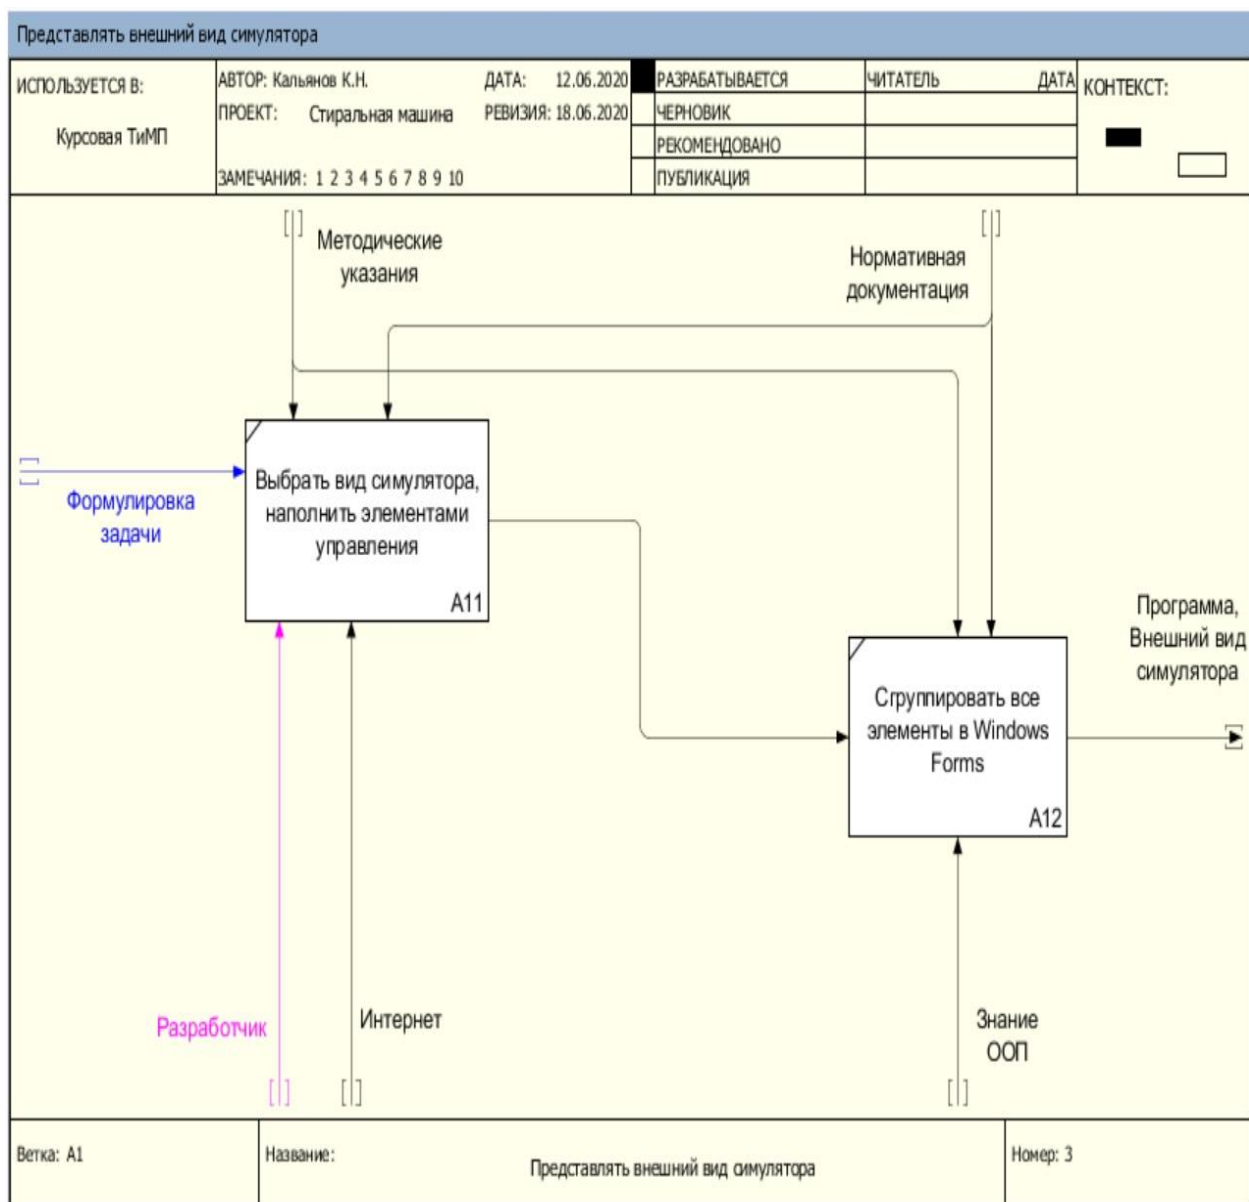 Представлять внешний вид симулятора
ИСПОЛЬЗУЕТСЯ В:
Курсовая ТиМП
АВТОР: Кальянов К.Н.
ДАТА: 12.06.2020
ПРОЕКТ: Стиральная машина
РЕВИЗИЯ: 18.06.2020
ЗАМЕЧАНИЯ: 1 2 3 4 5 6 7 8 9 10
РАЗРАБАТЫВАЕТСЯ
ЧЕРНОВИК
РЕКОМЕНДОВАНО
ПУБЛИКАЦИЯ
ЧИТАТЕЛЬ
ДАТА
КОНТЕКСТ:
Методические
указания
Нормативная
документация
Формулировка
задачи
Выбрать вид симулятора,
наполнить элементами
управления
A11
Программа,
Внешний вид
симулятора
Сгруппировать все
элементы в Windows
Forms
A12
Разработчик
Интернет
Знание
ООП
Ветка: A1
Название:
Представлять внешний вид симулятора
Номер: 3